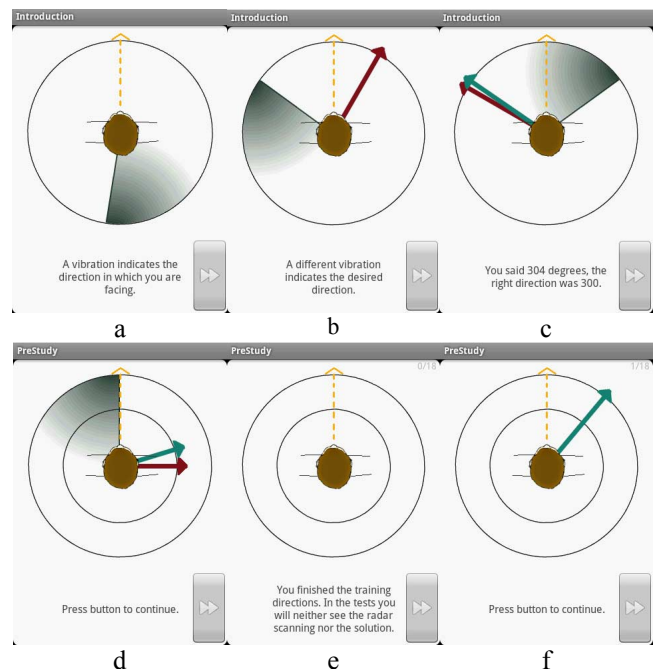 Introduction
Introduction
Introduction
A vibration indicates the
direction in which you are
facing.
A different vibration
indicates the desired
direction.
You said 304 degrees, the
right direction was 300.
a
b
c
PreStudy
PreStudy
PreStudy
0/18
1/18
Press button to continue.
You finished the training
directions. In the tests you
will neither see the radar
scanning nor the solution.
Press button to continue.
d
e
f